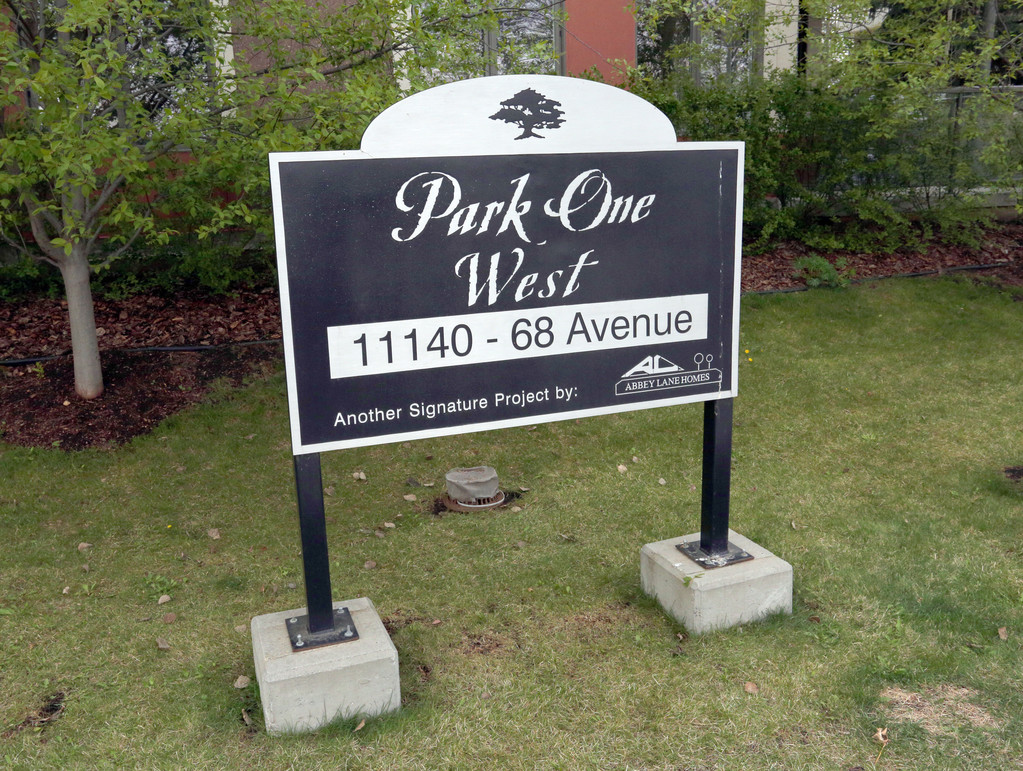 Park One
West
11140 - 68 Avenue
Another Signature Project by:
ABBEY LANE HOMES